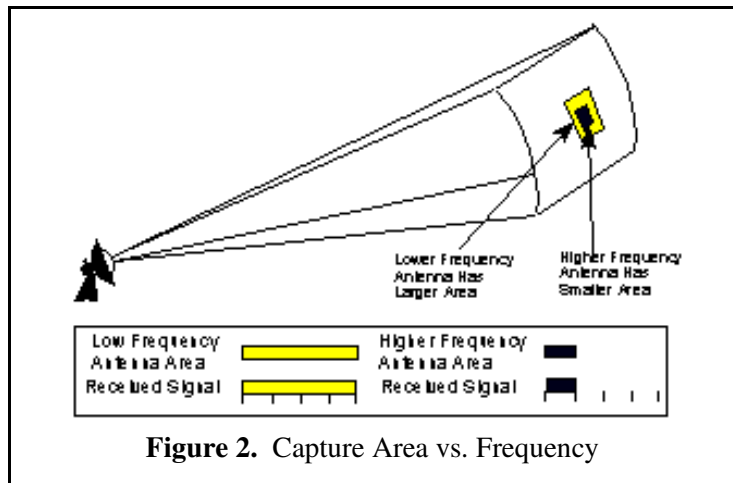 Lower Frequency
Antenna Has
Larger Area
Higher Frequency
Antenna Has
Smaller Area
Low Frequency
Antenna Area
Received Signal
Higher Frequency
Antenna Area
Received Signal
Figure 2. Capture Area vs. Frequency